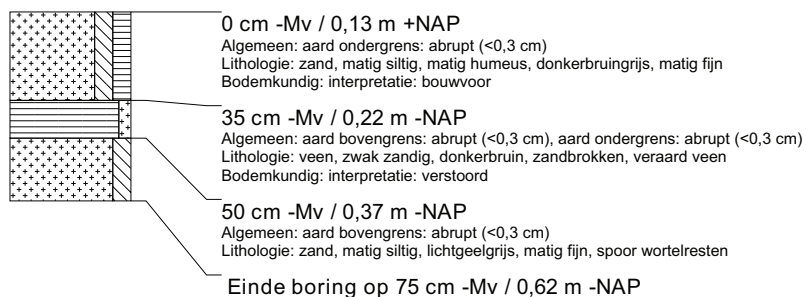 0 cm -Mv / 0,13 m +NAP
Algemeen: aard ondergrens: abrupt (<0,3 cm)
Lithologie: zand, matig siltig, matig humeus, donkerbruingrijs, matig fijn
Bodemkundig: interpretatie: bouwvoor
35 cm -Mv / 0,22 m -NAP
Algemeen: aard bovengrens: abrupt (<0,3 cm), aard ondergrens: abrupt (<0,3 cm)
Lithologie: veen, zwak zandig, donkerbruin, zandbrokken, veraard veen
Bodemkundig: interpretatie: verstoord
50 cm -Mv / 0,37 m -NAP
Algemeen: aard bovengrens: abrupt (<0,3 cm)
Lithologie: zand, matig siltig, lichtgeelgrijs, matig fijn, spoor wortelresten
Einde boring op 75 cm -Mv / 0,62 m -NAP